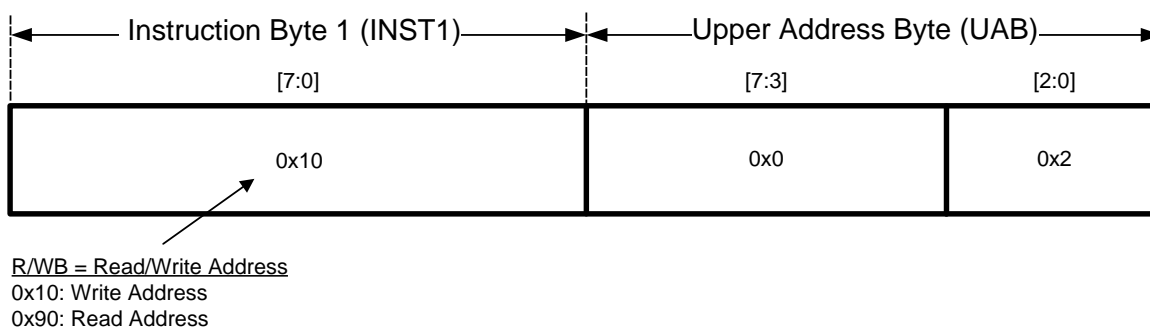 Instruction Byte 1 (INST1) Upper Address Byte (UAB)
[7:0] [7:3] [2:0]
0x10 0x0 0x2
R/WB = Read/Write Address
0x10: Write Address
0x90: Read Address